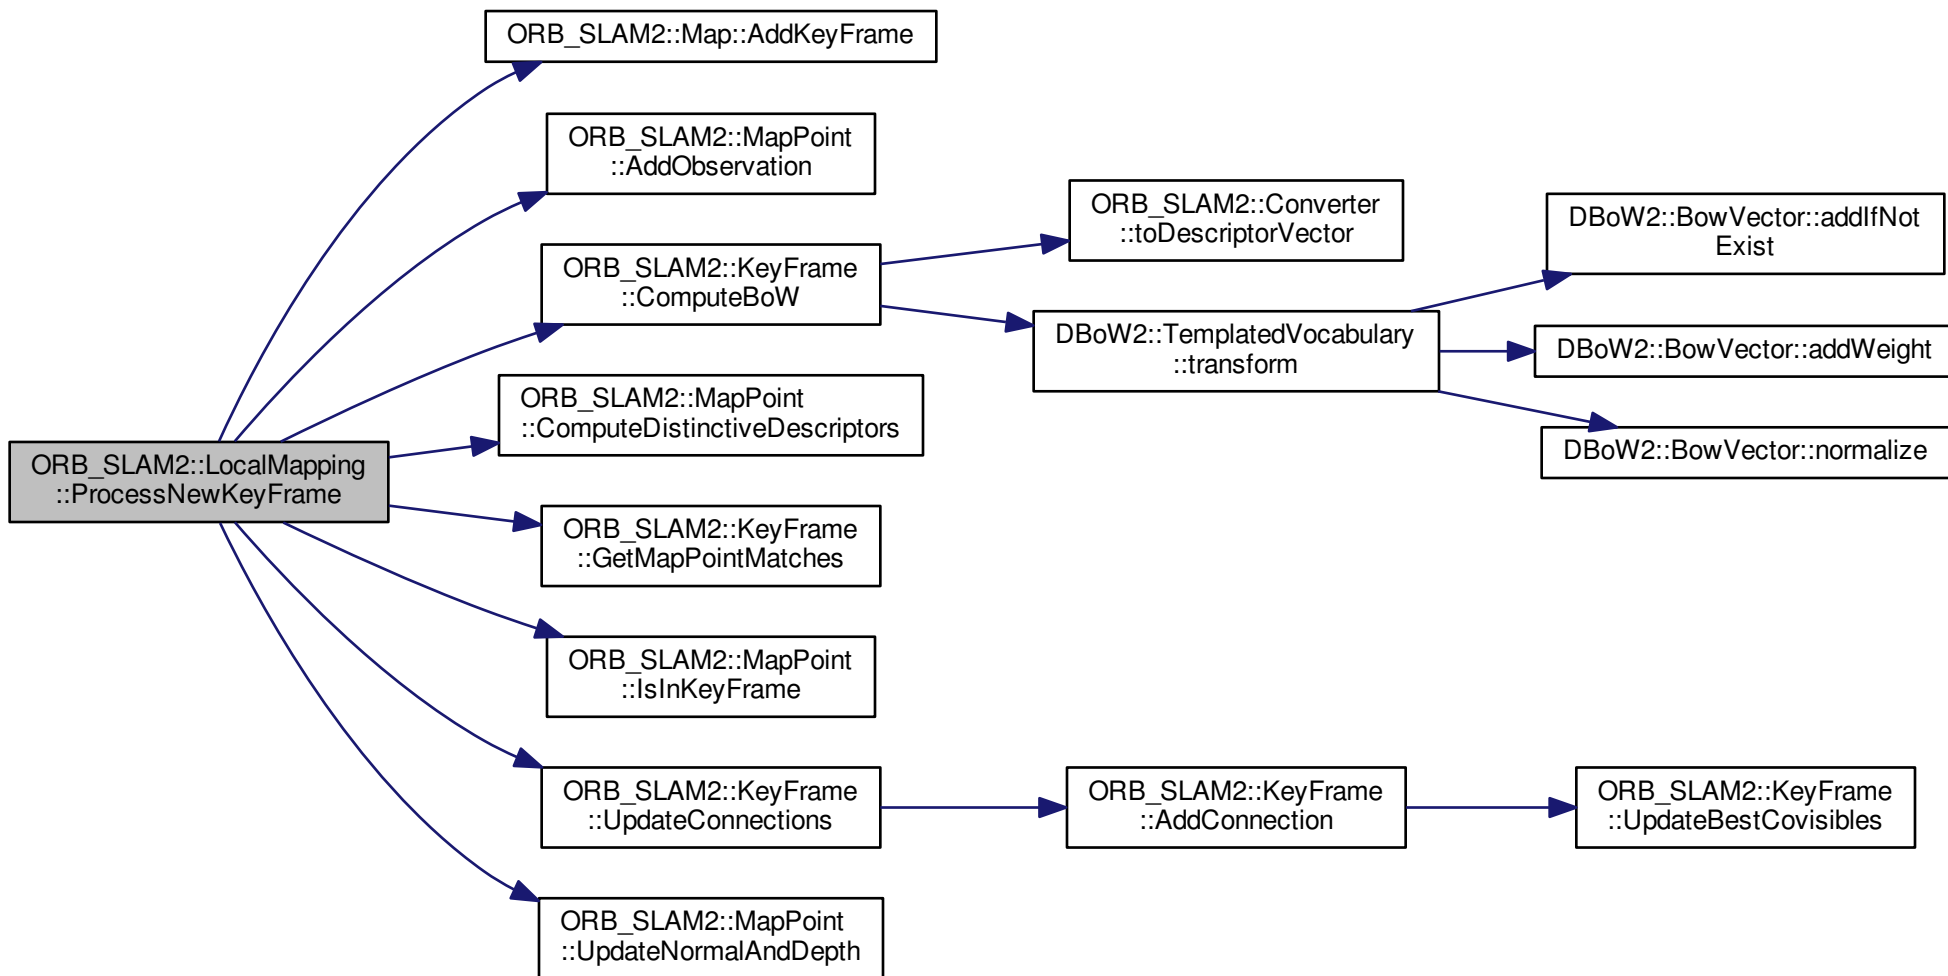 ORB_SLAM2::LocalMapping
::ProcessNewKeyFrame
ORB_SLAM2::Map::AddKeyFrame
ORB_SLAM2::MapPoint
::AddObservation
ORB_SLAM2::KeyFrame
::ComputeBoW
ORB_SLAM2::Converter
::toDescriptorVector
DBoW2::TemplatedVocabulary
::transform
DBoW2::BowVector::addIfNot
Exist
DBoW2::BowVector::addWeight
DBoW2::BowVector::normalize
ORB_SLAM2::MapPoint
::ComputeDistinctiveDescriptors
ORB_SLAM2::KeyFrame
::GetMapPointMatches
ORB_SLAM2::MapPoint
::IsInKeyFrame
ORB_SLAM2::KeyFrame
::UpdateConnections
ORB_SLAM2::KeyFrame
::AddConnection
ORB_SLAM2::KeyFrame
::UpdateBestCovisibles
ORB_SLAM2::MapPoint
::UpdateNormalAndDepth